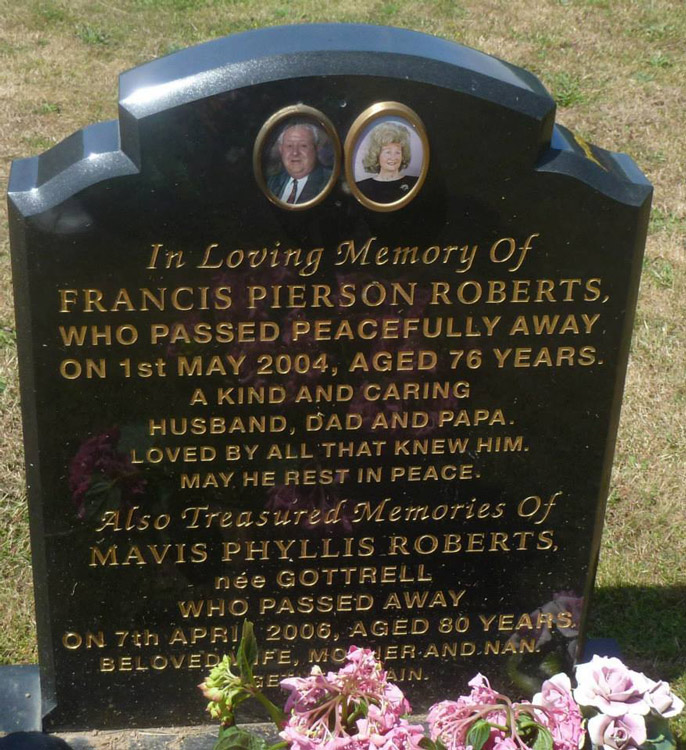 In Loving Memory Of
FRANCIS PIERSON ROBERTS,
WHO PASSED PEACEFULLY AWAY
ON 1st MAY 2004, AGED 76 YEARS.
A KIND AND CARING
HUSBAND, DAD AND PAPA.
LOVED BY ALL THAT KNEW HIM.
MAY HE REST IN PEACE.
Also Treasured Memories Of
MAVIS PHYLLIS ROBERTS,
née GOTTRELL
WHO PASSED AWAY
ON 7th APRIL 2006, AGED 80 YEARS.
BELOVED WIFE, MOTHER AND NAN.